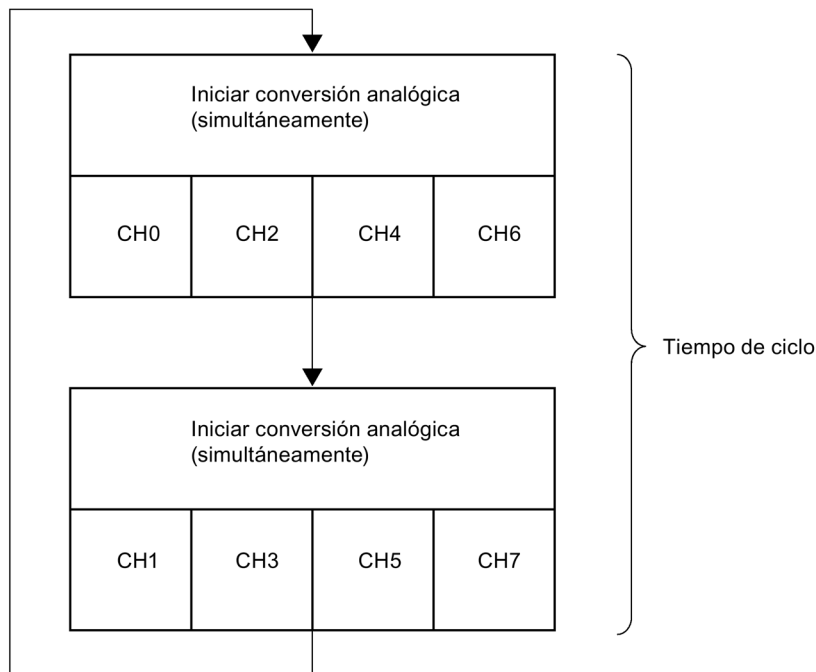 Iniciar conversión analógica
(simultáneamente)
CH0 CH2 CH4 CH6
Tiempo de ciclo
Iniciar conversión analógica
(simultáneamente)
CH1 CH3 CH5 CH7